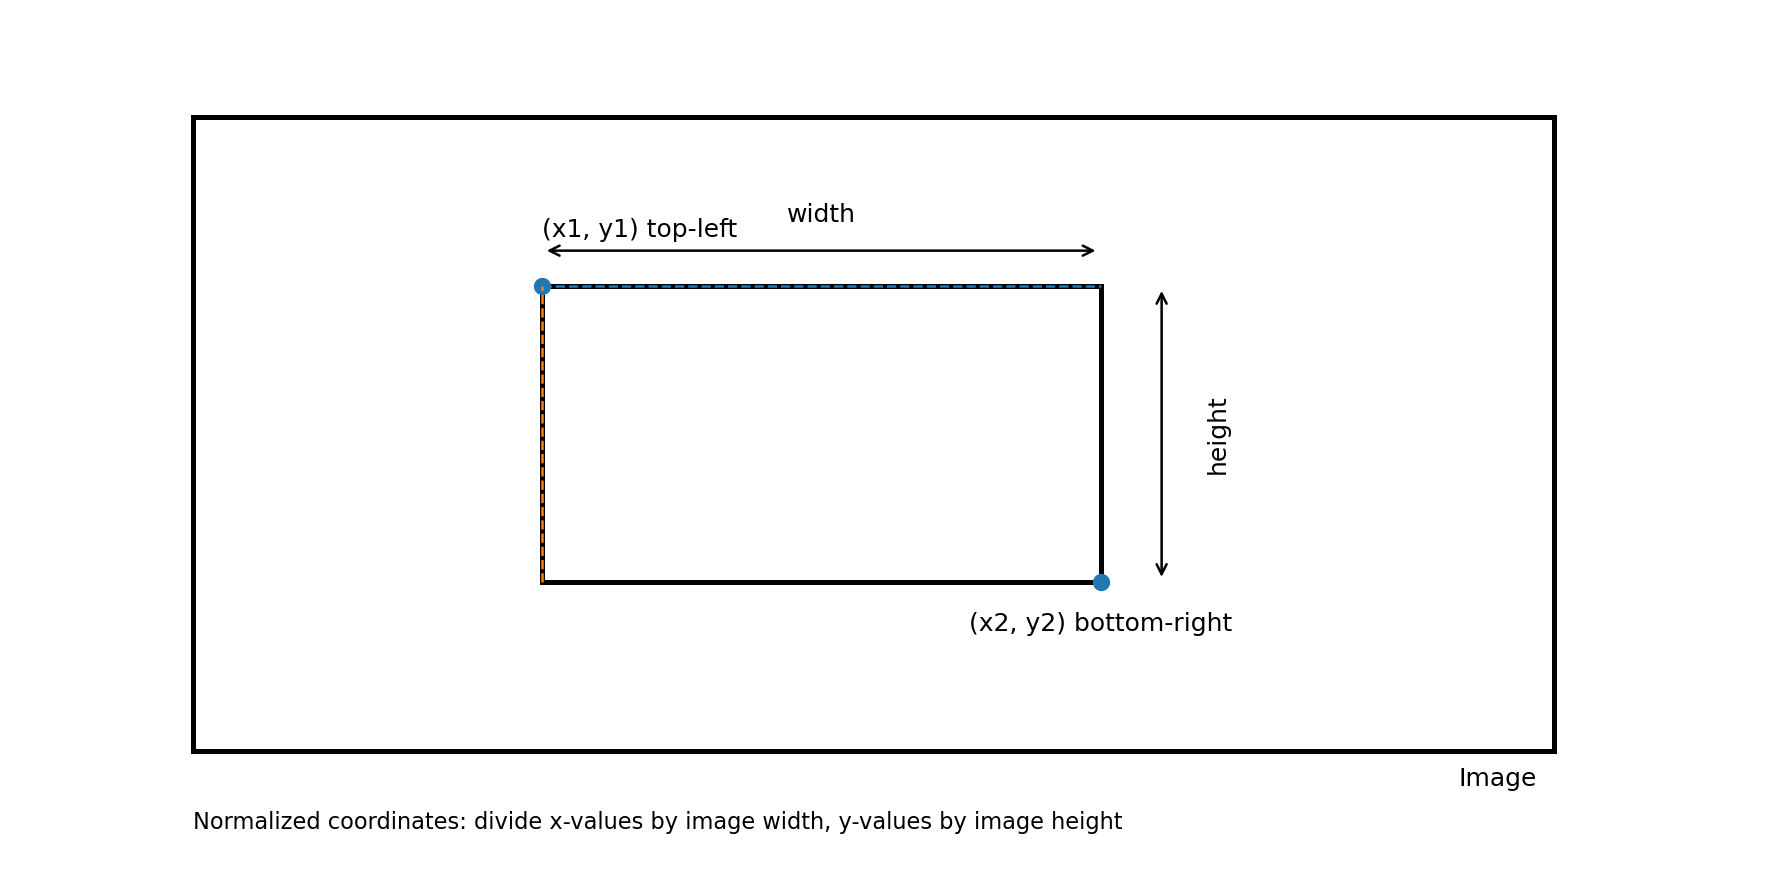 width
(x1, y1) top-left
height
(x2, y2) bottom-right
Image
Normalized coordinates: divide x-values by image width, y-values by image height